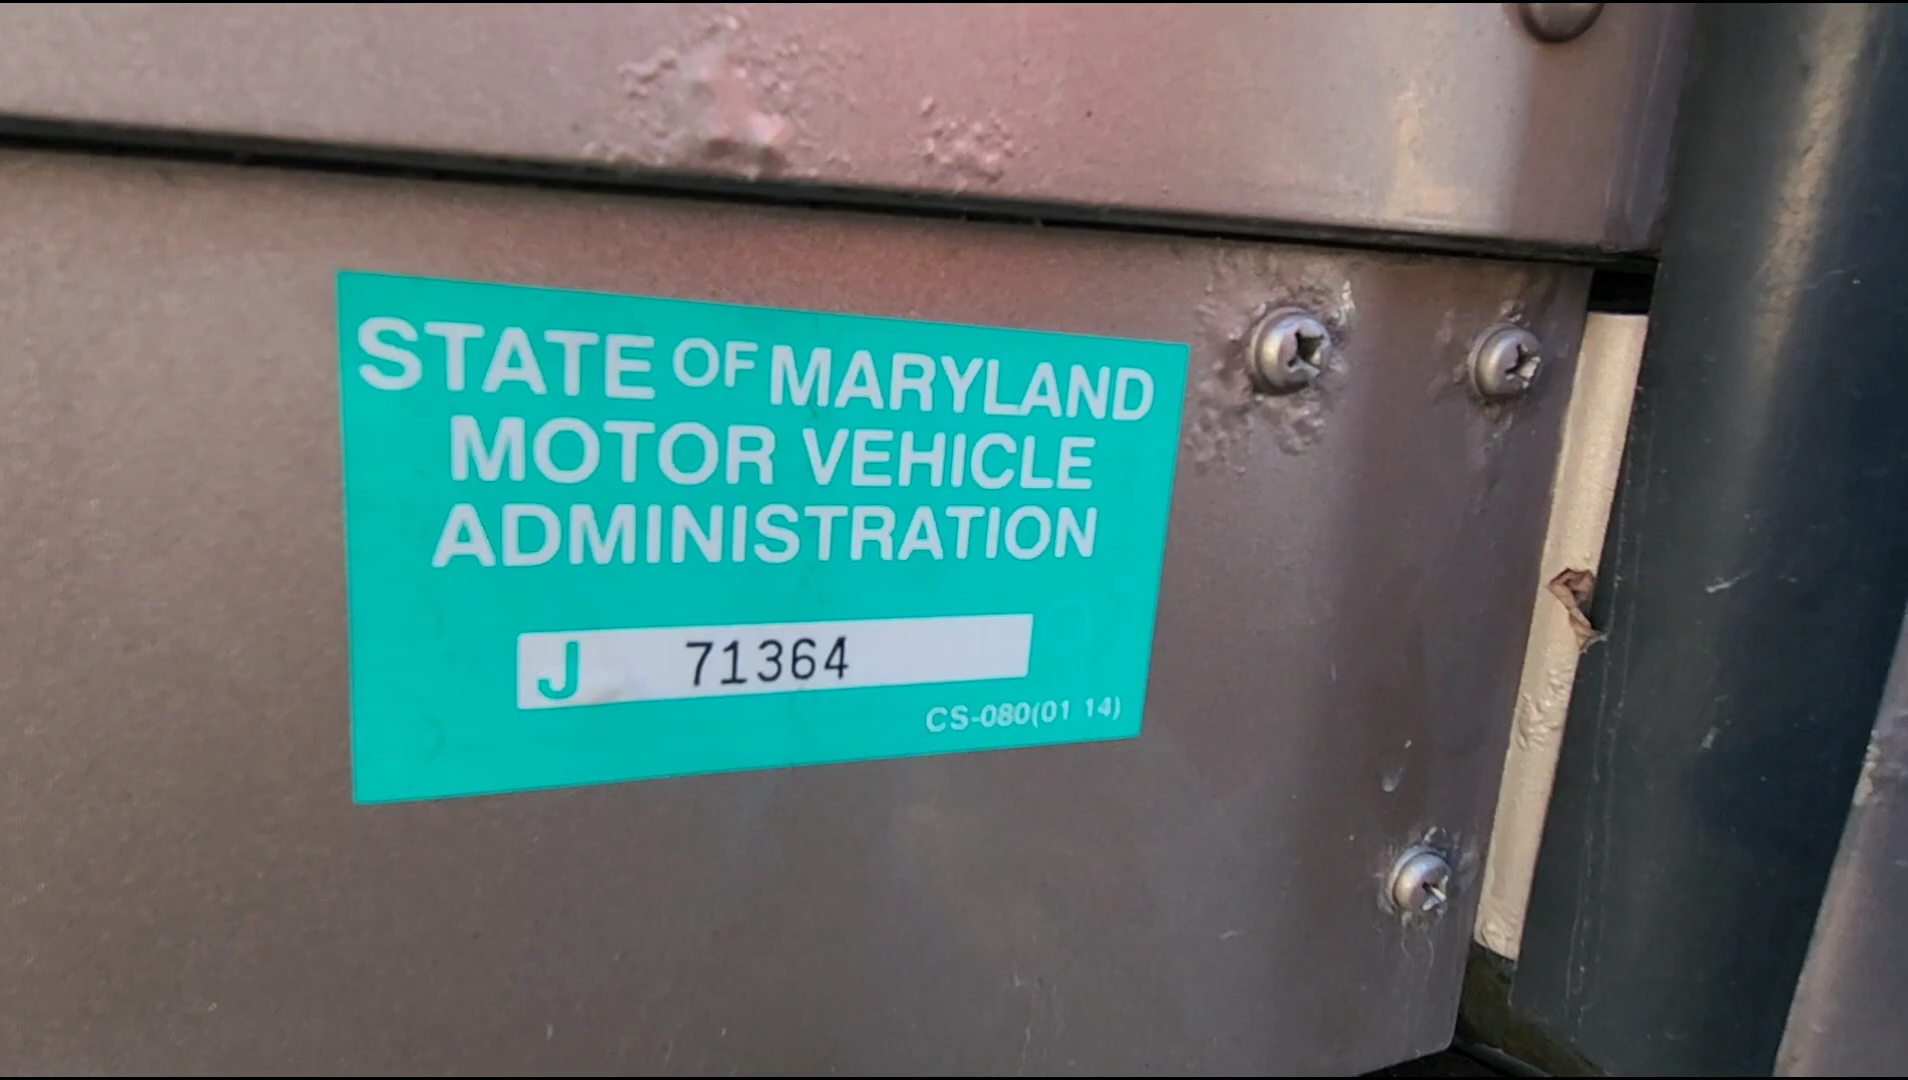 STATE OF MARYLAND
MOTOR VEHICLE
ADMINISTRATION
J 71364
CS-080(01 14)